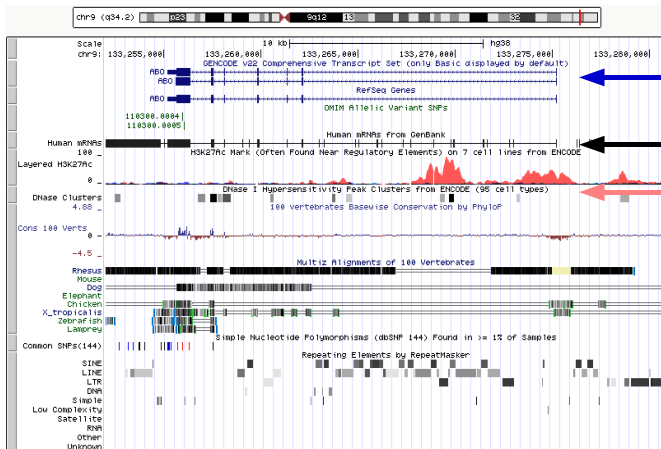 chr9 (q34.2) p23 9q12 13 32
Scale 10 kb hg38
chr9: 133,255,000 133,260,000 133,265,000 133,270,000 133,275,000 133,280,000
GENCODE v22 Comprehensive Transcript Set (only Basic displayed by default)
ABO
ABO
RefSeq Genes
ABO
OMIM Allelic Variant SNPs
110300.0004
110300.0005
Human mRNAs from GenBank
Human mRNAs
H3K27Ac Mark (Often Found Near Regulatory Elements) on 7 cell lines from ENCODE
100 _
Layered H3K27Ac
0 _
DNase I Hypersensitivity Peak Clusters from ENCODE (95 cell types)
DNase Clusters
4.88 _ 100 vertebrates Basewise Conservation by PhyloP
Cons 100 Verts
0 _
-4.5 _
Multiz Alignments of 100 Vertebrates
Rhesus
Mouse
Dog
Elephant
Chicken
X_tropicalis
Zebrafish
Lamprey
Simple Nucleotide Polymorphisms (dbSNP 144) Found in >= 1% of Samples
Common SNPs(144)
Repeating Elements by RepeatMasker
SINE
LINE
LTR
DNA
Simple
Low Complexity
Satellite
RNA
Other
Unknown